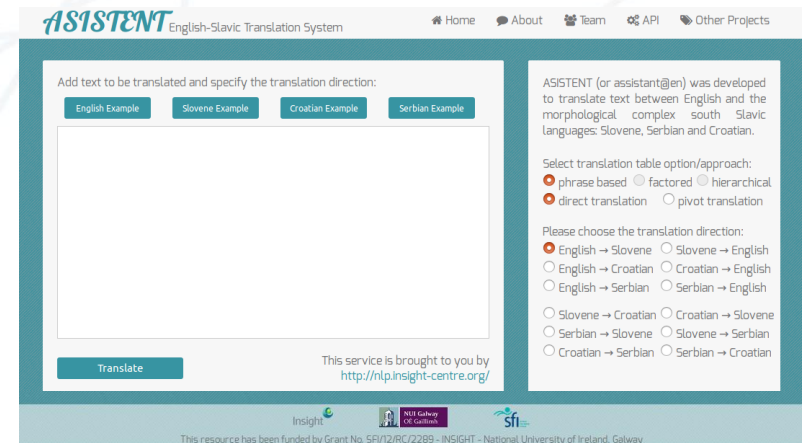 ASISTENT English-Slavic Translation System
Home About Team API Other Projects
Add text to be translated and specify the translation direction:
English Example Slovene Example Croatian Example Serbian Example
Translate
This service is brought to you by
http://nlp.insight-centre.org/
ASISTENT (or assistant@en) was developed
to translate text between English and the
morphological complex south Slavic
languages: Slovene, Serbian and Croatian.
Select translation table option/approach:
phrase based factored hierarchical
direct translation pivot translation
Please choose the translation direction:
English → Slovene Slovene → English
English → Croatian Croatian → English
English → Serbian Serbian → English
Slovene → Croatian Croatian → Slovene
Serbian → Slovene Slovene → Serbian
Croatian → Serbian Serbian → Croatian
Insight NUI Galway
OÉ Gaillimh
sfi
This resource has been funded by Grant No. SFI/12/RC/2289 - INSIGHT - National University of Ireland, Galway